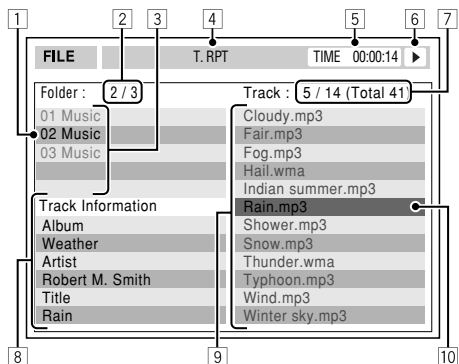 1 2 3 4 5 6 7
FILE T. RPT TIME 00:00:14
Folder : 2 / 3 Track : 5 / 14 (Total 41)
01 Music
02 Music
03 Music
Cloudy.mp3
Fair.mp3
Fog.mp3
Hail.wma
Indian summer.mp3
Rain.mp3
Shower.mp3
Snow.mp3
Thunder.wma
Typhoon.mp3
Wind.mp3
Winter sky.mp3
Track Information
Album
Weather
Artist
Robert M. Smith
Title
Rain
8 9 10